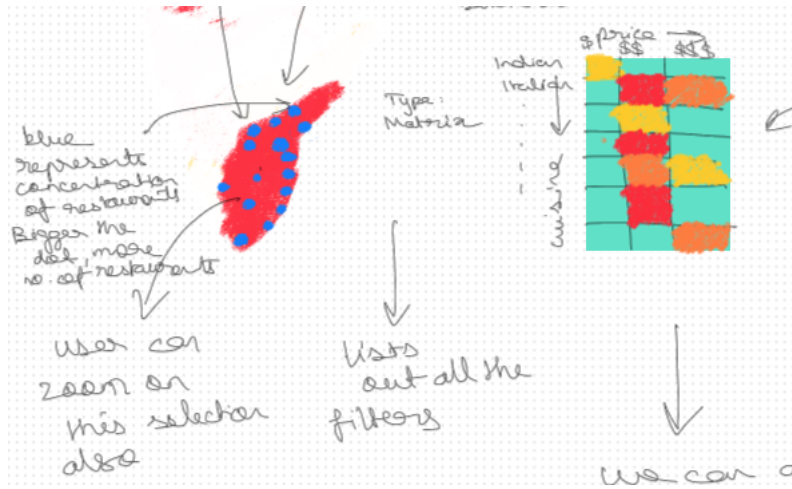 blue
represents
concentration
of restaurants
Bigger the
dot, more
no. of restaurants
user can
zoom on
this selection
also
Type:
Matrix
lists
out all the
filters
price
$ $$ $$$
Indian
Italian
cuisine
we can